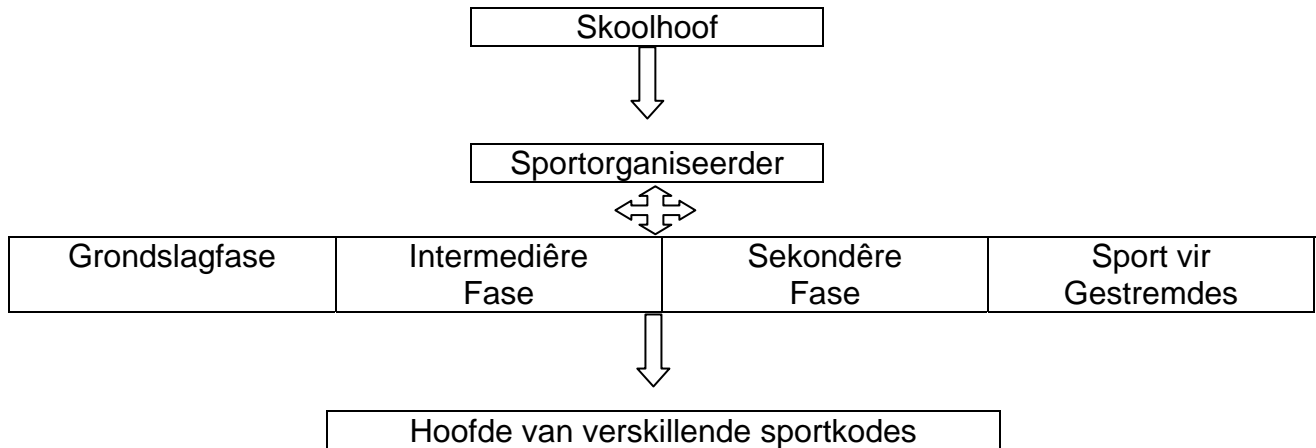 Skoolhoof
Sportorganiseerder
Grondslagfase
Intermediêre
Fase
Sekondêre
Fase
Sport vir
Gestremdes
Hoofde van verskillende sportkodes